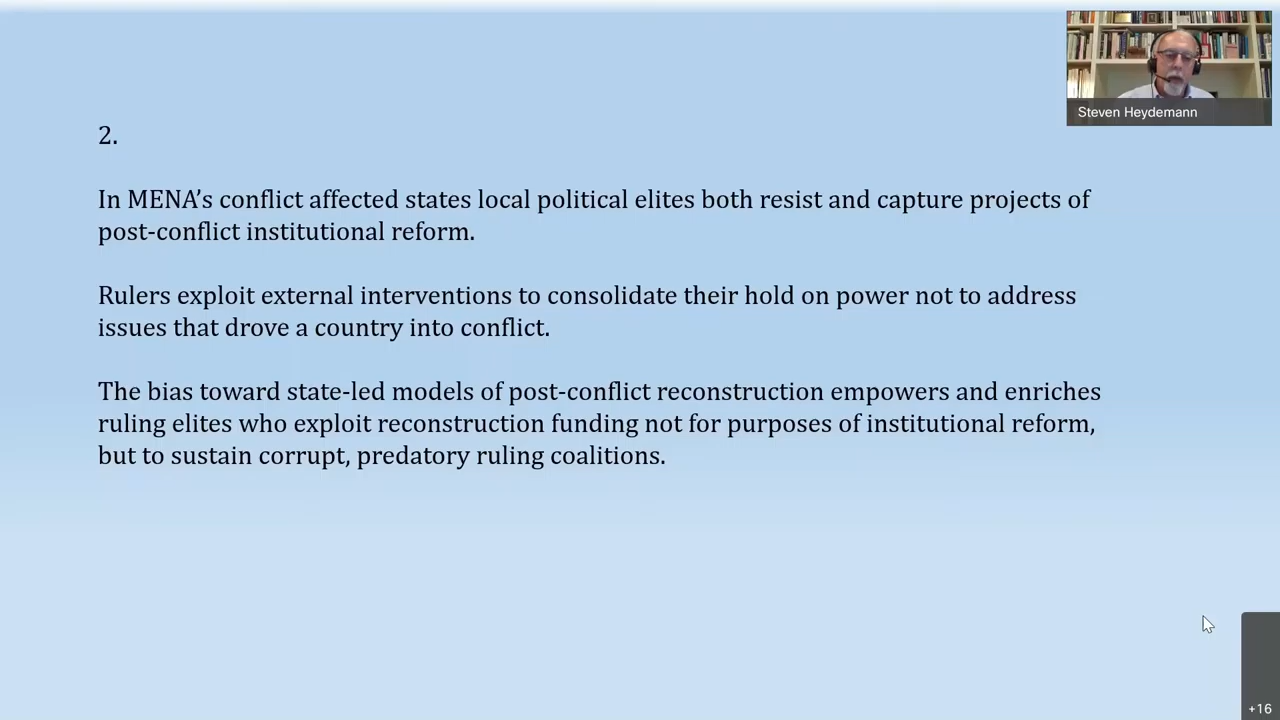 Steven Heydemann
2.
In MENA’s conflict affected states local political elites both resist and capture projects of
post-conflict institutional reform.
Rulers exploit external interventions to consolidate their hold on power not to address
issues that drove a country into conflict.
The bias toward state-led models of post-conflict reconstruction empowers and enriches
ruling elites who exploit reconstruction funding not for purposes of institutional reform,
but to sustain corrupt, predatory ruling coalitions.
+16